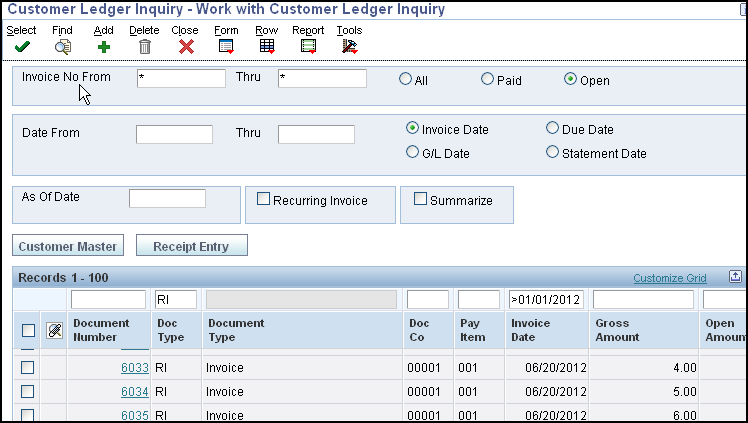 Customer Ledger Inquiry - Work with Customer Ledger Inquiry
Select Find Add Delete Close Form Row Report Tools
Invoice No From * Thru * All Paid Open
Date From Thru Invoice Date Due Date
G/L Date Statement Date
As Of Date Recurring Invoice Summarize
Customer Master Receipt Entry
Records 1 - 100 Customize Grid
RI >01/01/2012
Document Doc Document Doc Pay Invoice Gross Open
Number Type Type Co Item Date Amount Amount
6033 RI Invoice 00001 001 06/20/2012 4.00
6034 RI Invoice 00001 001 06/20/2012 5.00
6035 RI Invoice 00001 001 06/20/2012 6.00